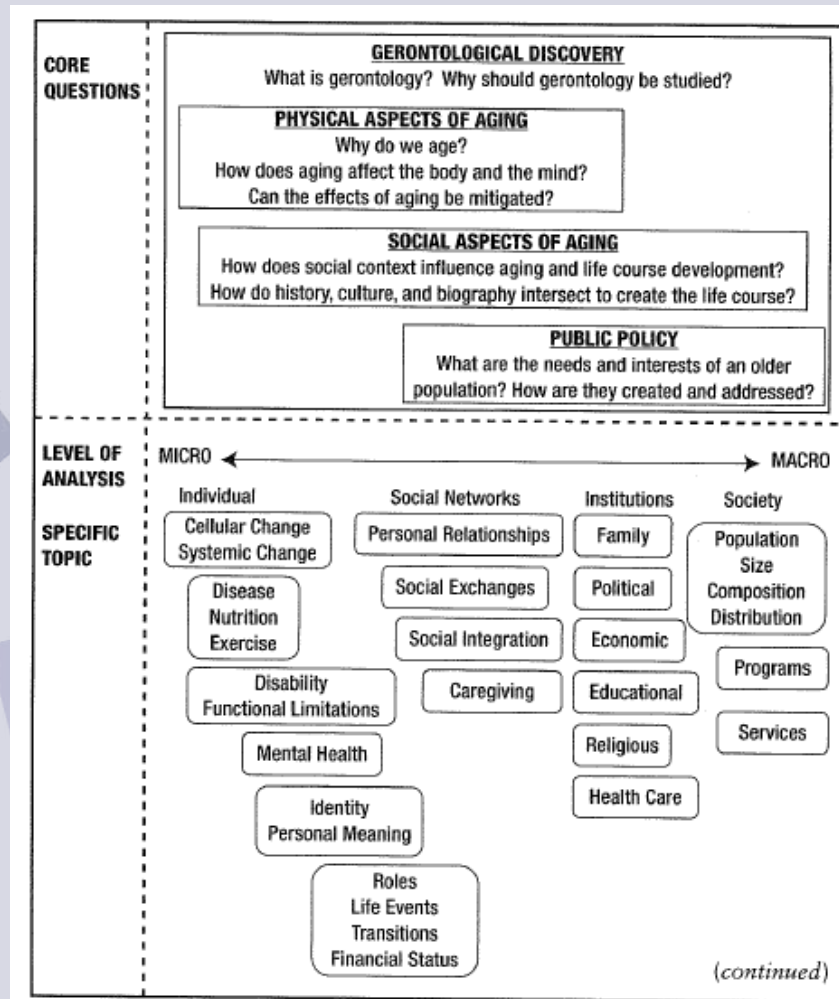 CORE
QUESTIONS
GERONTOLOGICAL DISCOVERY
What is gerontology? Why should gerontology be studied?
PHYSICAL ASPECTS OF AGING
Why do we age?
How does aging affect the body and the mind?
Can the effects of aging be mitigated?
SOCIAL ASPECTS OF AGING
How does social context influence aging and life course development?
How do history, culture, and biography intersect to create the life course?
PUBLIC POLICY
What are the needs and interests of an older
population? How are they created and addressed?
LEVEL OF
ANALYSIS
SPECIFIC
TOPIC
MICRO
MACRO
Individual
Cellular Change
Systemic Change
Disease
Nutrition
Exercise
Disability
Functional Limitations
Mental Health
Identity
Personal Meaning
Roles
Life Events
Transitions
Financial Status
Social Networks
Personal Relationships
Social Exchanges
Social Integration
Caregiving
Institutions
Family
Political
Economic
Educational
Religious
Health Care
Society
Population
Size
Composition
Distribution
Programs
Services
(continued)